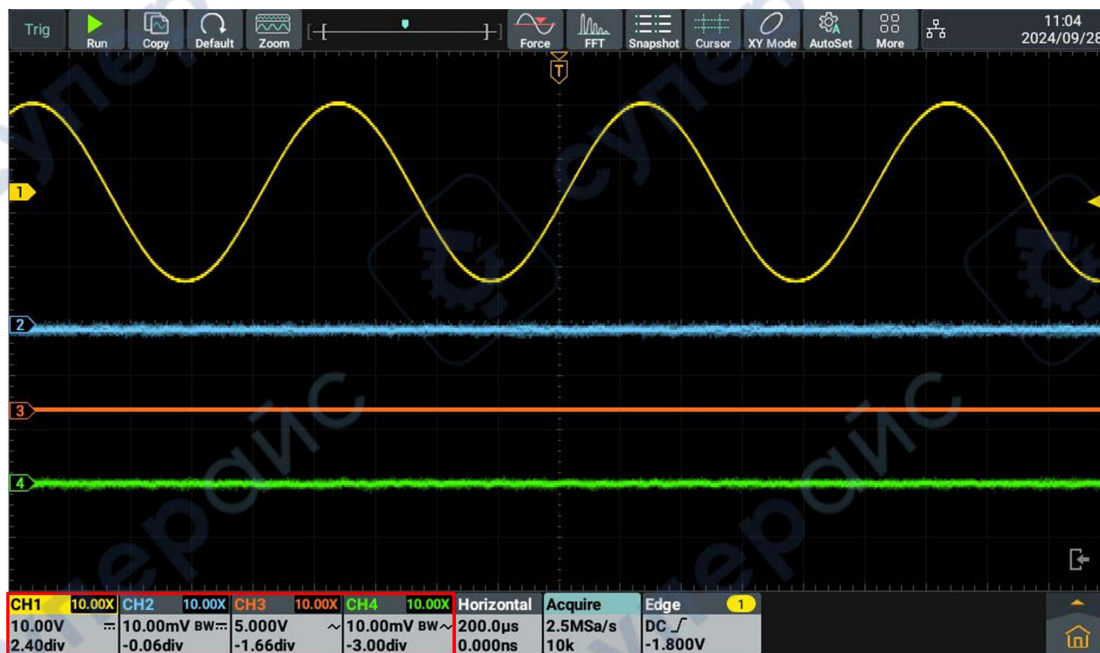 Trig
Run
Copy
Default
Zoom
Force
FFT
Snapshot
Cursor
XY Mode
AutoSet
More
11:04
2024/09/28
T
1
2
3
4
CH1 10.00X CH2 10.00X CH3 10.00X CH4 10.00X Horizontal Acquire Edge 1
10.00V 10.00mV BW 5.000V 10.00mV BW 200.0µs 2.5MSa/s DC
2.40div -0.06div -1.66div -3.00div 0.000ns 10k -1.800V
супер
суперайс